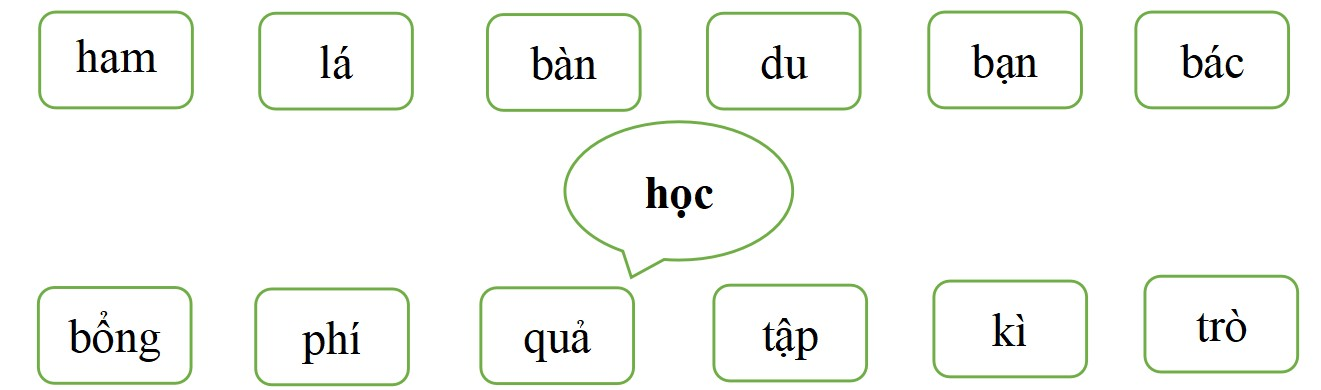 ham lá bàn du bạn bác
học
bổng phí quả tập kì trò